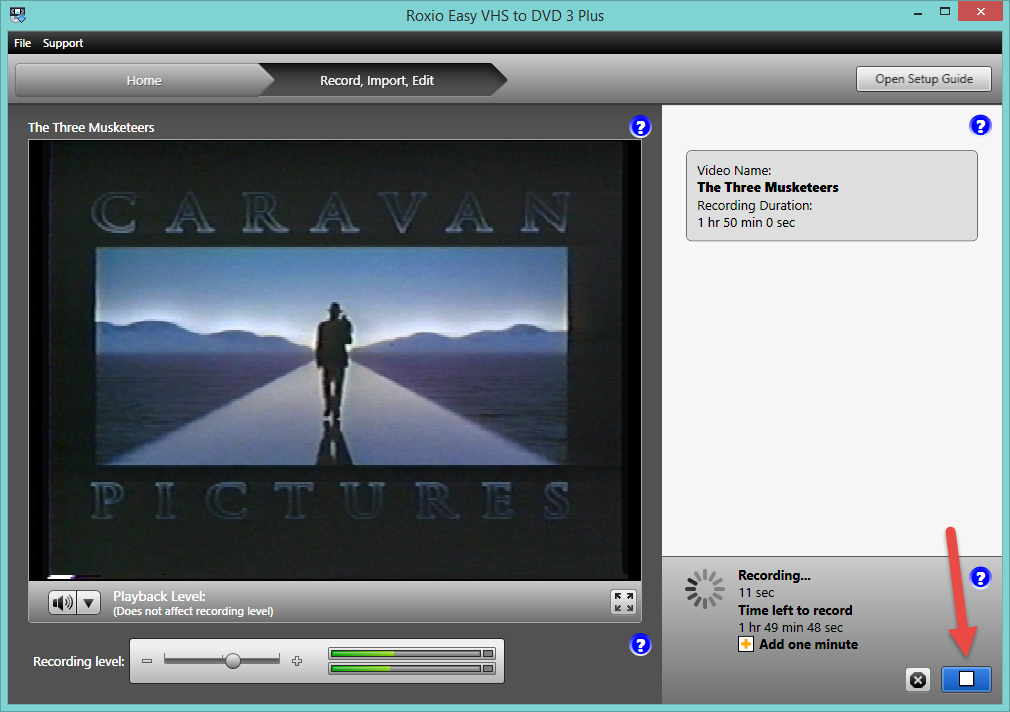 Roxio Easy VHS to DVD 3 Plus
File Support
Home
Record, Import, Edit
Open Setup Guide
The Three Musketeers
?
?
CARAVAN
PICTURES
Video Name:
The Three Musketeers
Recording Duration:
1 hr 50 min 0 sec
Playback Level:
(Does not affect recording level)
Recording level:
?
Recording...
?
11 sec
Time left to record
1 hr 49 min 48 sec
Add one minute